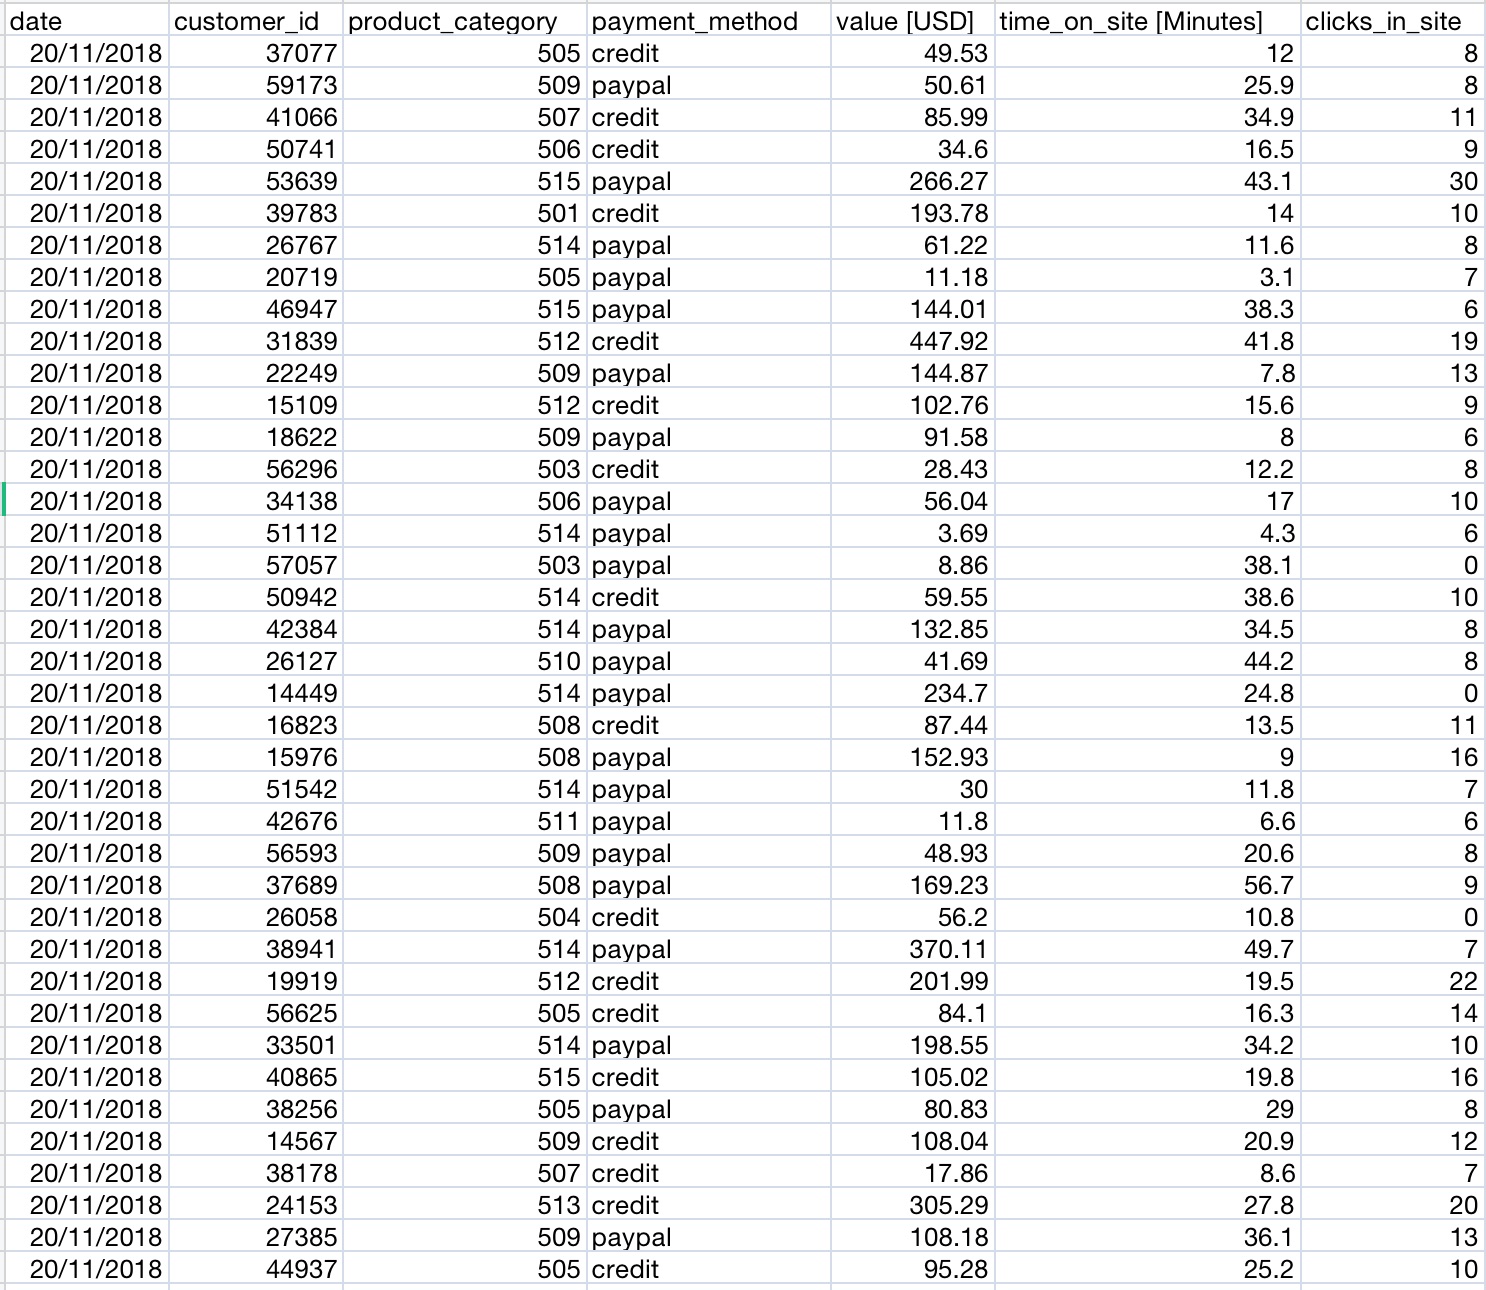 date customer_id product_category payment_method value [USD] time_on_site [Minutes] clicks_in_site
20/11/2018 37077 505 credit 49.53 12 8
20/11/2018 59173 509 paypal 50.61 25.9 8
20/11/2018 41066 507 credit 85.99 34.9 11
20/11/2018 50741 506 credit 34.6 16.5 9
20/11/2018 53639 515 paypal 266.27 43.1 30
20/11/2018 39783 501 credit 193.78 14 10
20/11/2018 26767 514 paypal 61.22 11.6 8
20/11/2018 20719 505 paypal 11.18 3.1 7
20/11/2018 46947 515 paypal 144.01 38.3 6
20/11/2018 31839 512 credit 447.92 41.8 19
20/11/2018 22249 509 paypal 144.87 7.8 13
20/11/2018 15109 512 credit 102.76 15.6 9
20/11/2018 18622 509 paypal 91.58 8 6
20/11/2018 56296 503 credit 28.43 12.2 8
20/11/2018 34138 506 paypal 56.04 17 10
20/11/2018 51112 514 paypal 3.69 4.3 6
20/11/2018 57057 503 paypal 8.86 38.1 0
20/11/2018 50942 514 credit 59.55 38.6 10
20/11/2018 42384 514 paypal 132.85 34.5 8
20/11/2018 26127 510 paypal 41.69 44.2 8
20/11/2018 14449 514 paypal 234.7 24.8 0
20/11/2018 16823 508 credit 87.44 13.5 11
20/11/2018 15976 508 paypal 152.93 9 16
20/11/2018 51542 514 paypal 30 11.8 7
20/11/2018 42676 511 paypal 11.8 6.6 6
20/11/2018 56593 509 paypal 48.93 20.6 8
20/11/2018 37689 508 paypal 169.23 56.7 9
20/11/2018 26058 504 credit 56.2 10.8 0
20/11/2018 38941 514 paypal 370.11 49.7 7
20/11/2018 19919 512 credit 201.99 19.5 22
20/11/2018 56625 505 credit 84.1 16.3 14
20/11/2018 33501 514 paypal 198.55 34.2 10
20/11/2018 40865 515 credit 105.02 19.8 16
20/11/2018 38256 505 paypal 80.83 29 8
20/11/2018 14567 509 credit 108.04 20.9 12
20/11/2018 38178 507 credit 17.86 8.6 7
20/11/2018 24153 513 credit 305.29 27.8 20
20/11/2018 27385 509 paypal 108.18 36.1 13
20/11/2018 44937 505 credit 95.28 25.2 10